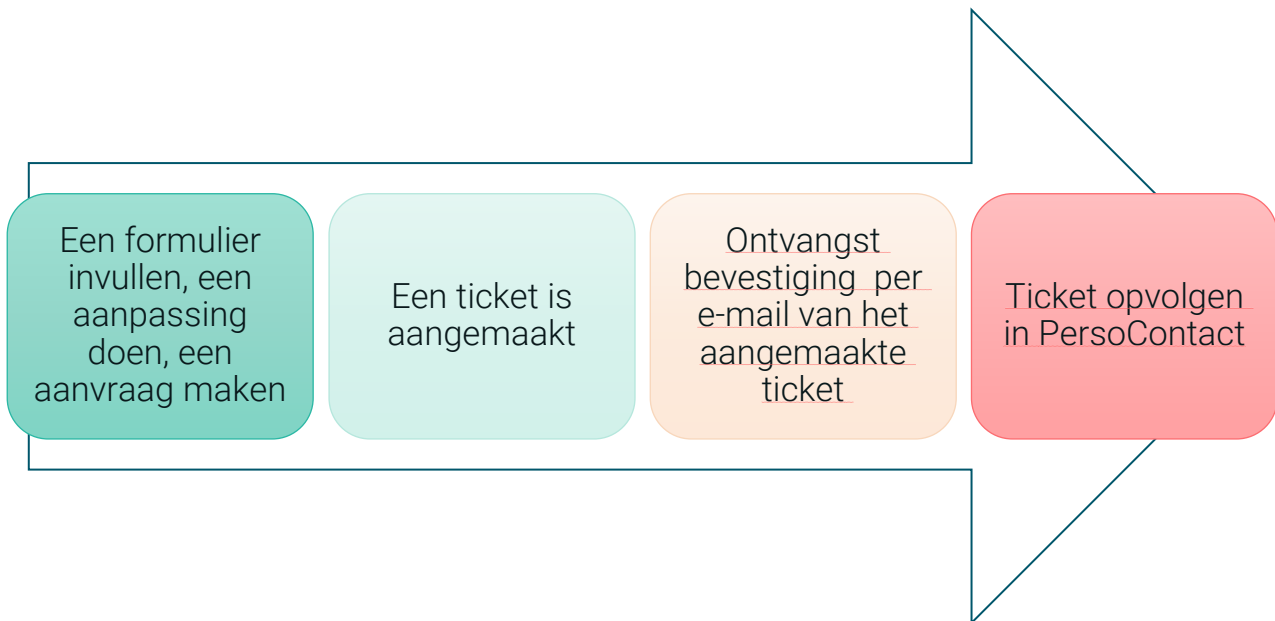 Een formulier
invullen, een
aanpassing
doen, een
aanvraag maken
Een ticket is
aangemaakt
Ontvangst
bevestiging  per
e-mail van het
aangemaakte
ticket
Ticket opvolgen
in PersoContact